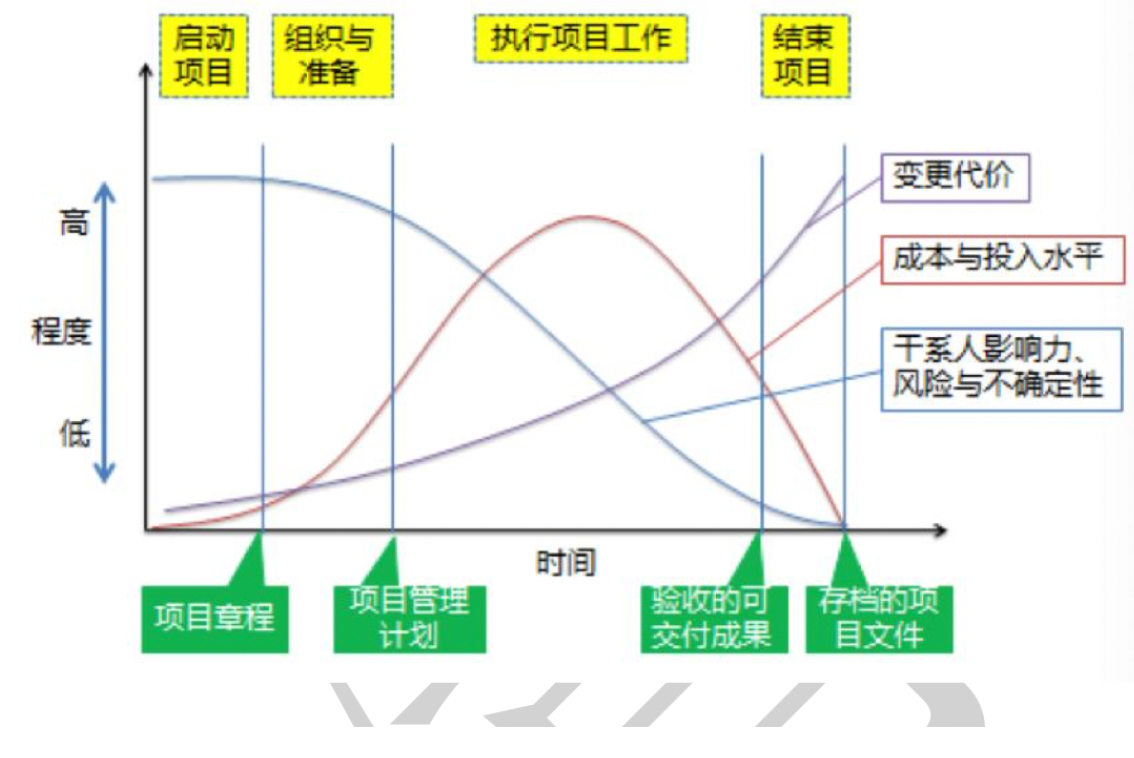 启动
项目
组织与
准备
执行项目工作
结束
项目
高
程度
低
变更代价
成本与投入水平
干系人影响力、
风险与不确定性
时间
项目章程
项目管理
计划
验收的可
交付成果
存档的项
目文件